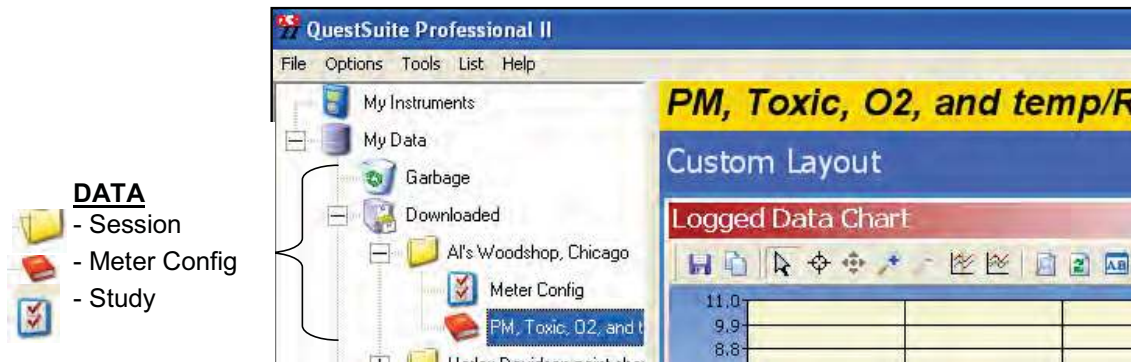 QuestSuite Professional II
File Options Tools List Help
My Instruments
My Data
Garbage
Downloaded
Al's Woodshop, Chicago
Meter Config
PM, Toxic, O2, and t
DATA
- Session
- Meter Config
- Study
PM, Toxic, O2, and temp/R
Custom Layout
Logged Data Chart
AB
11.0
9.9
8.8